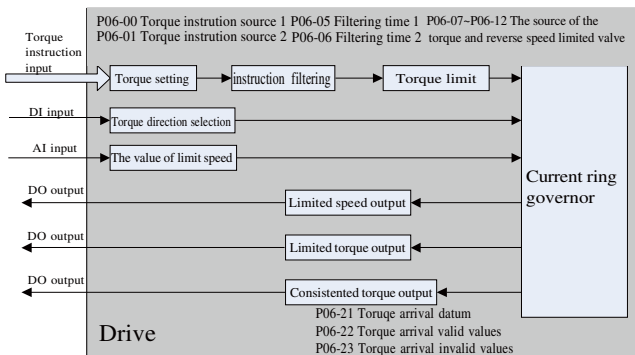 P06-00 Torque instrution source 1 P06-05 Filtering time 1 P06-07~P06-12 The source of the
P06-01 Torque instrution source 2 P06-06 Filtering time 2 torque and reverse speed limited valve
Torque
instruction
input
Torque setting
instruction filtering
Torque limit
DI input
Torque direction selection
AI input
The value of limit speed
Current ring
governor
DO output
Limited speed output
DO output
Limited torque output
DO output
Consistented torque output
P06-21 Toruqe arrival datum
P06-22 Torque arrival valid values
P06-23 Torque arrival invalid values
Drive